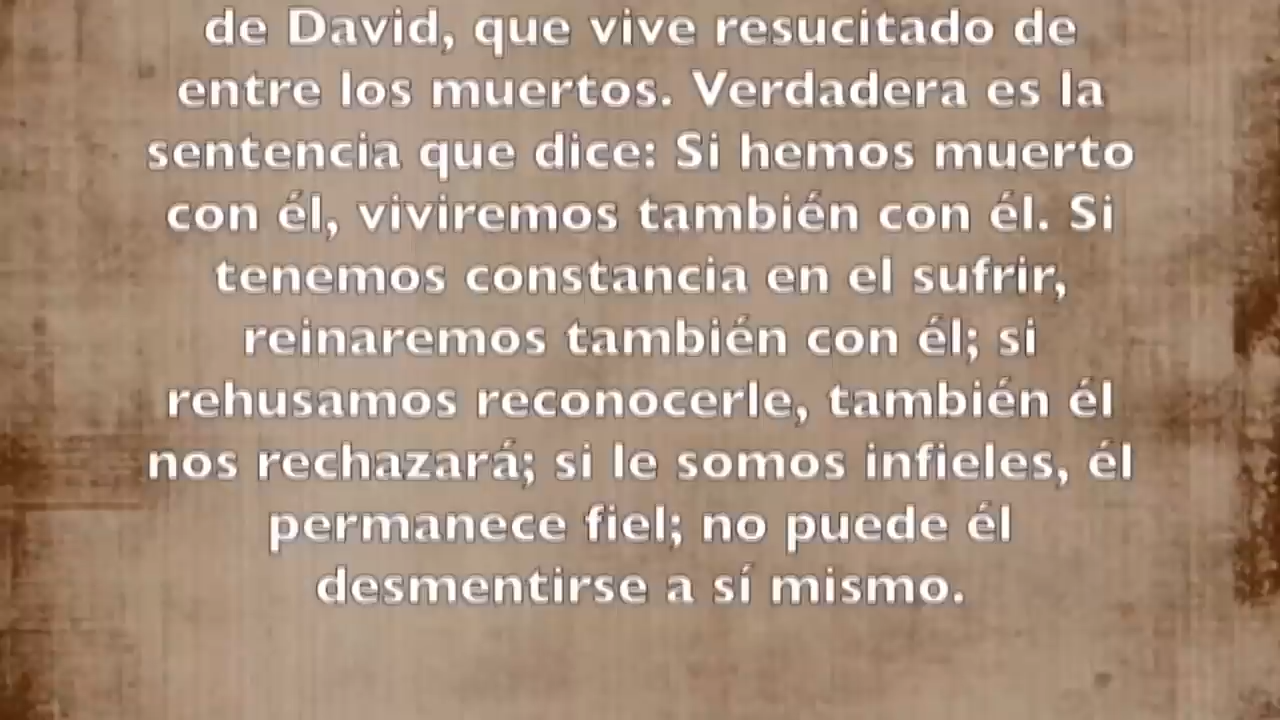 de David, que vive resucitado de
entre los muertos. Verdadera es la
sentencia que dice: Si hemos muerto
con él, viviremos también con él. Si
tenemos constancia en el sufrir,
reinaremos también con él; si
rehusamos reconocerle, también él
nos rechazará; si le somos infieles, él
permanece fiel; no puede él
desmentirse a sí mismo.